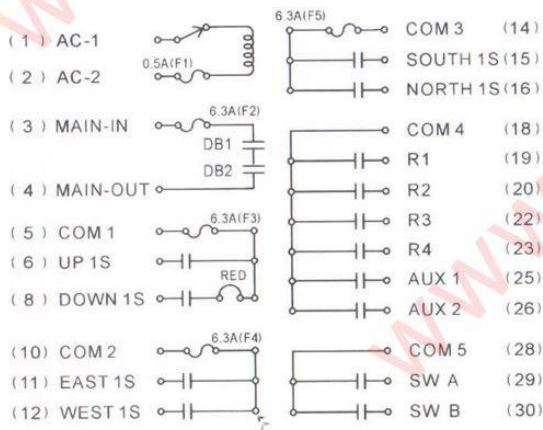 ( 1 ) AC-1
( 2 ) AC-2
0.5A(F1)
( 3 ) MAIN-IN
6.3A(F2)
DB1
DB2
( 4 ) MAIN-OUT
( 5 ) COM 1
6.3A(F3)
( 6 ) UP 1S
RED
( 8 ) DOWN 1S
(10) COM 2
6.3A(F4)
(11) EAST 1S
(12) WEST 1S
6.3A(F5)
COM 3 (14)
SOUTH 1S (15)
NORTH 1S (16)
COM 4 (18)
R1 (19)
R2 (20)
R3 (22)
R4 (23)
AUX 1 (25)
AUX 2 (26)
COM 5 (28)
SW A (29)
SW B (30)